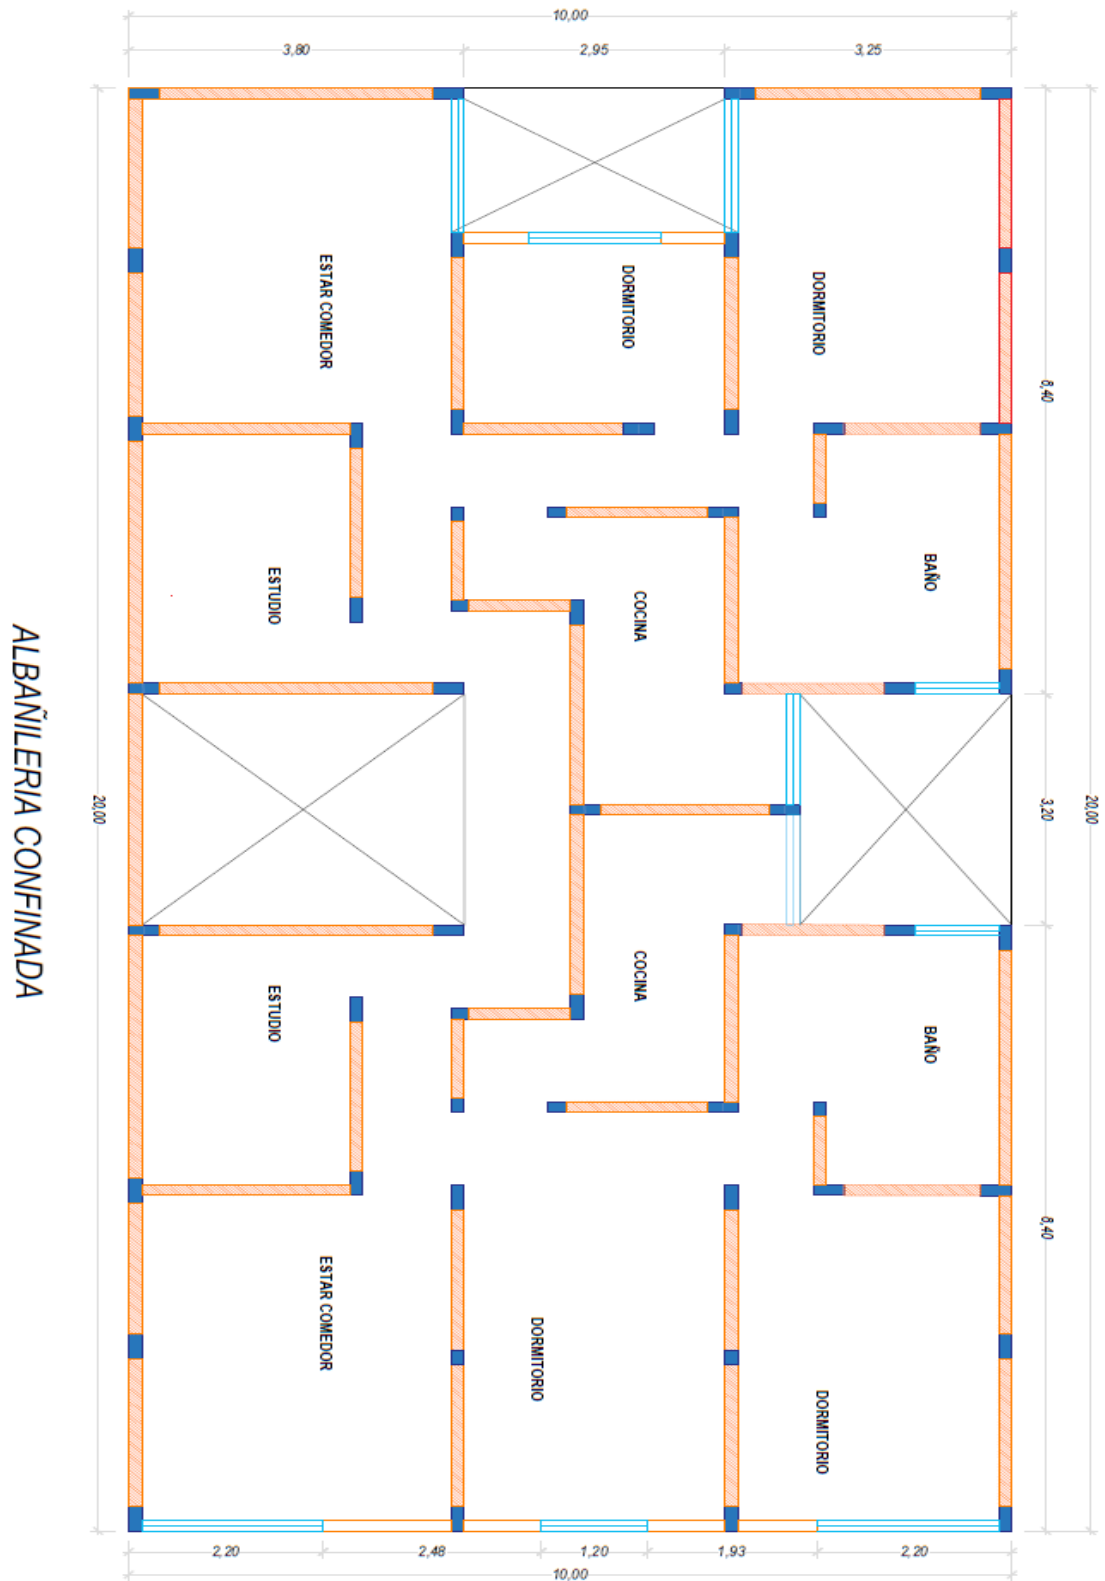 10,00
3,80
2,95
3,25
ESTAR COMEDOR
DORMITORIO
DORMITORIO
8,40
ESTUDIO
COCINA
BAÑO
20,00
3,20
20,00
ALBAÑILERIA CONFINADA
ESTUDIO
COCINA
BAÑO
ESTAR COMEDOR
DORMITORIO
DORMITORIO
8,40
2,20
2,48
1,20
1,93
2,20
10,00